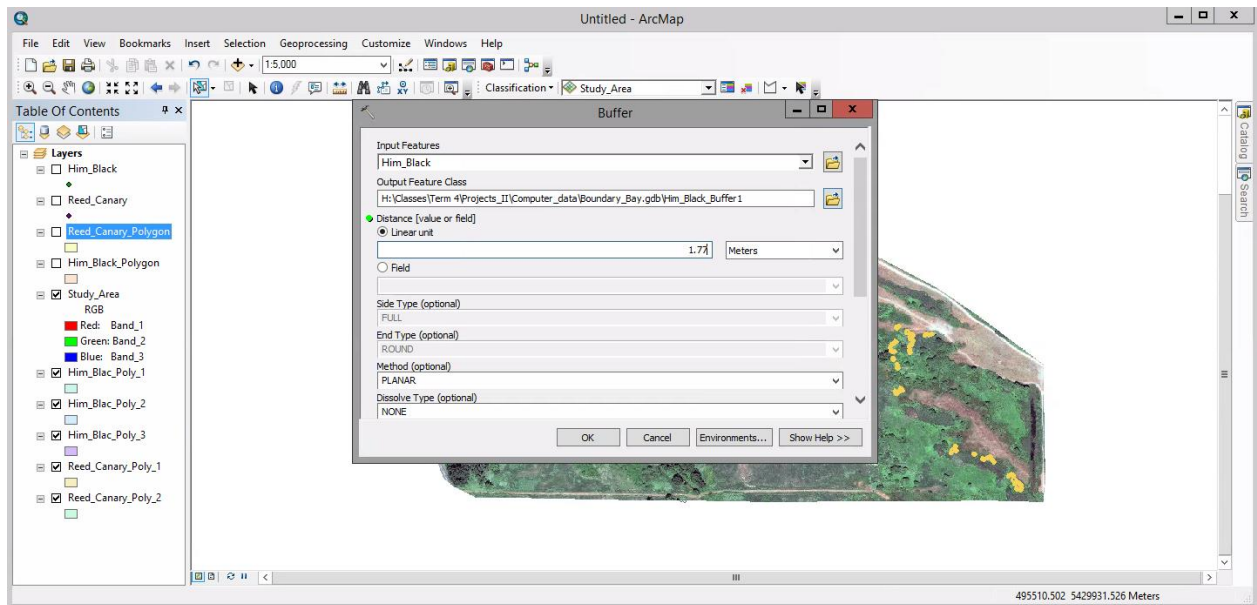 Untitled - ArcMap
File Edit View Bookmarks Insert Selection Geoprocessing Customize Windows Help
1:5,000
Classification Study_Area
Table Of Contents
Layers
Him_Black
Reed_Canary
Reed_Canary_Polygon
Him_Black_Polygon
Study_Area
RGB
Red: Band_1
Green: Band_2
Blue: Band_3
Him_Blac_Poly_1
Him_Blac_Poly_2
Him_Blac_Poly_3
Reed_Canary_Poly_1
Reed_Canary_Poly_2
Buffer
Input Features
Him_Black
Output Feature Class
H:\Classes\Term 4\Projects_II\Computer_data\Boundary_Bay.gdb\Him_Black_Buffer1
Distance [value or field]
Linear unit
1.77 Meters
Field
Side Type (optional)
FULL
End Type (optional)
ROUND
Method (optional)
PLANAR
Dissolve Type (optional)
NONE
OK Cancel Environments... Show Help >>
Catalog
Search
495510.502 5429931.526 Meters